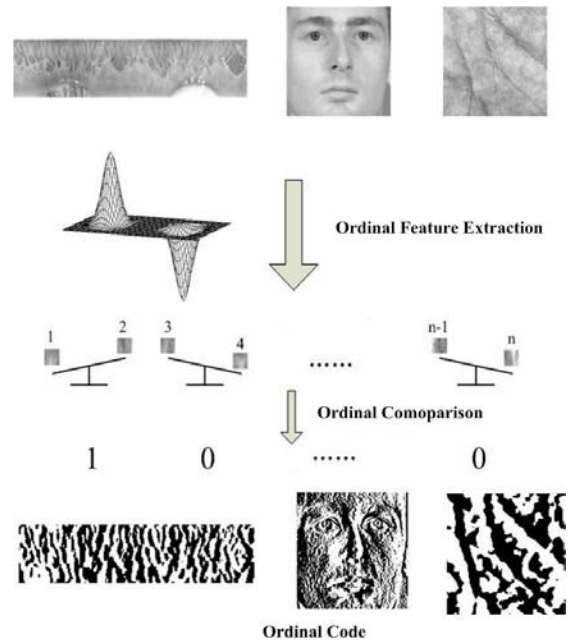 Ordinal Feature Extraction
1 2 3 4 ...... n-1 n
Ordinal Comoparison
1 0 ...... 0
Ordinal Code